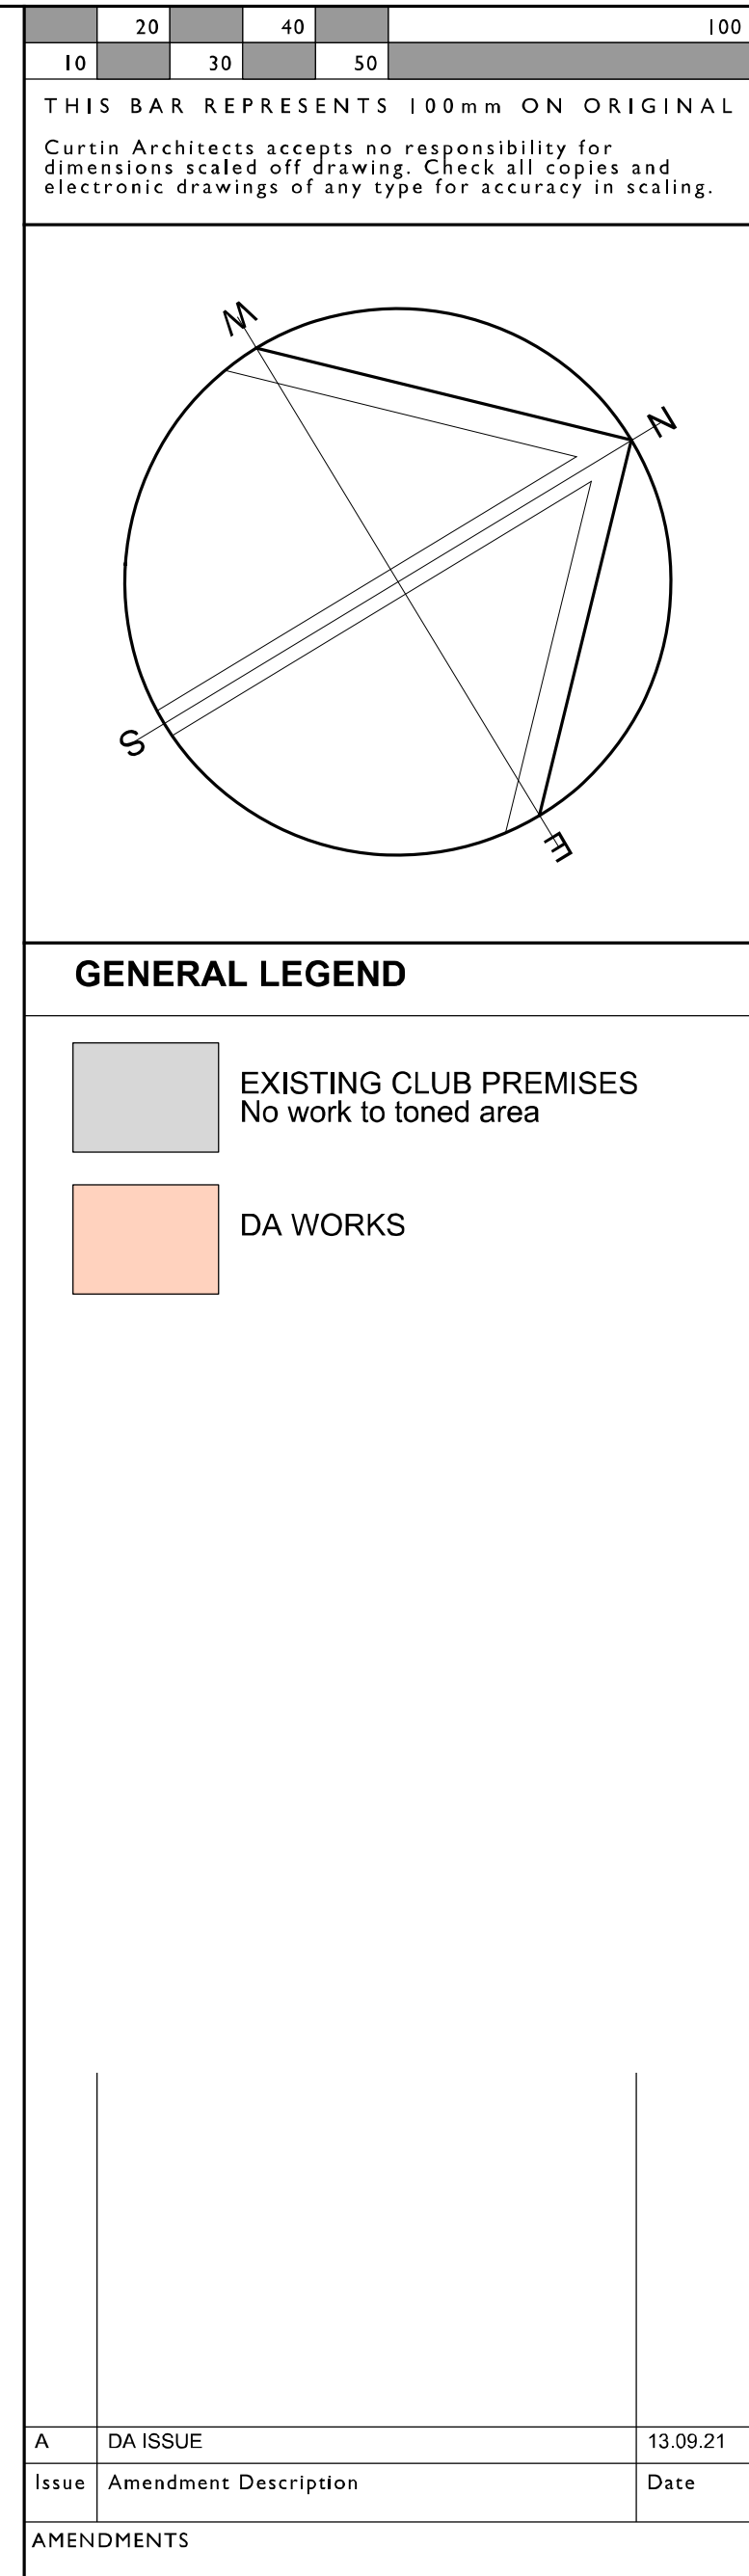 20 40 100
10 30 50
THIS BAR REPRESENTS 100mm ON ORIGINAL
Curtin Architects accepts no responsibility for
dimensions scaled off drawing. Check all copies and
electronic drawings of any type for accuracy in scaling.
W
N
S
E
GENERAL LEGEND
EXISTING CLUB PREMISES
No work to toned area
DA WORKS
A DA ISSUE 13.09.21
Issue Amendment Description Date
AMENDMENTS